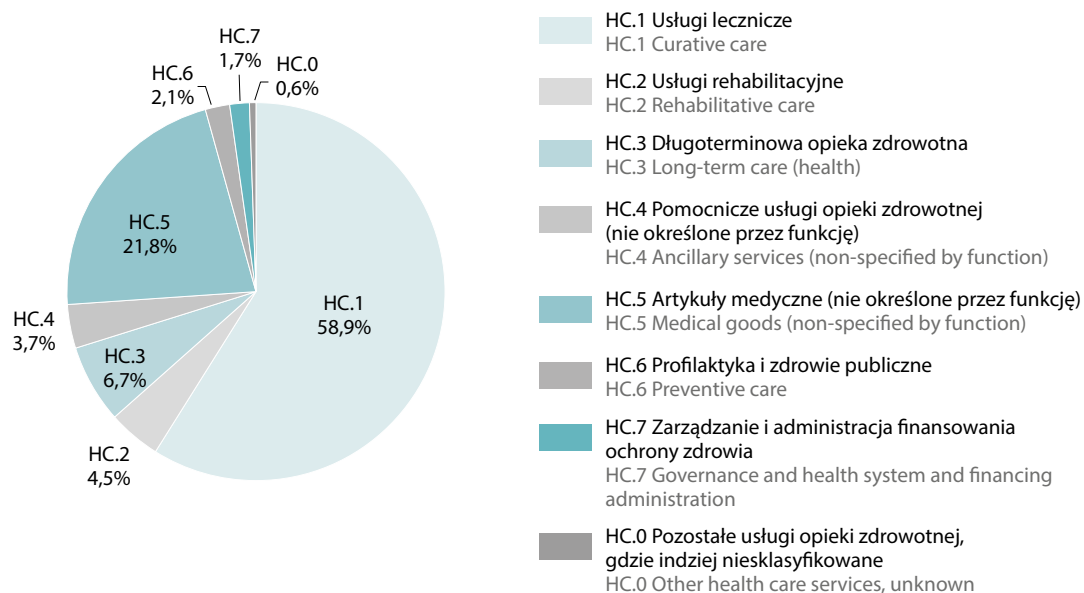 HC.7
1,7%
HC.0
0,6%
HC.6
2,1%
HC.5
21,8%
HC.1
58,9%
HC.4
3,7%
HC.3
6,7%
HC.2
4,5%
HC.1 Usługi lecznicze
HC.1 Curative care
HC.2 Usługi rehabilitacyjne
HC.2 Rehabilitative care
HC.3 Długoterminowa opieka zdrowotna
HC.3 Long-term care (health)
HC.4 Pomocnicze usługi opieki zdrowotnej
(nie określone przez funkcję)
HC.4 Ancillary services (non-specified by function)
HC.5 Artykuły medyczne (nie określone przez funkcję)
HC.5 Medical goods (non-specified by function)
HC.6 Profilaktyka i zdrowie publiczne
HC.6 Preventive care
HC.7 Zarządzanie i administracja finansowania
ochrony zdrowia
HC.7 Governance and health system and financing
administration
HC.0 Pozostałe usługi opieki zdrowotnej,
gdzie indziej niesklasyfikowane
HC.0 Other health care services, unknown